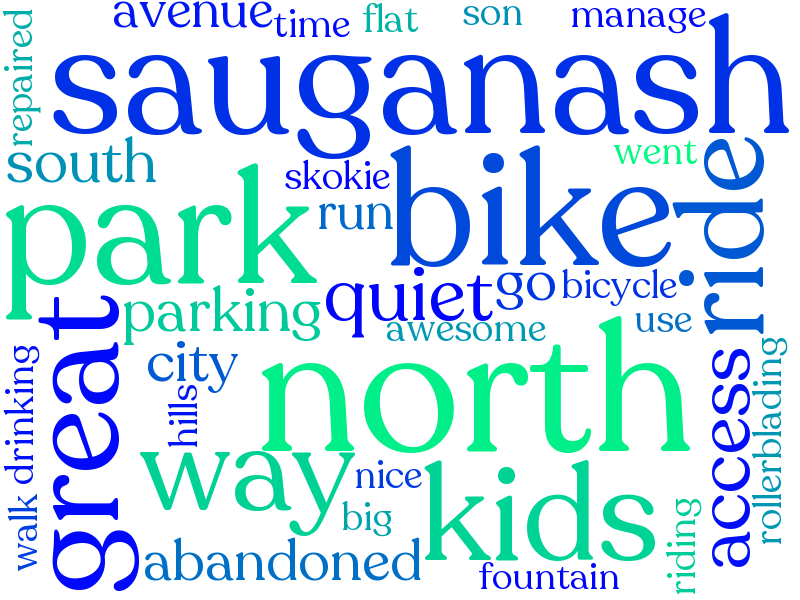 avenue
time
flat
son
manage
repaired
sauganash
south
went
skokie
bike
ride
park
run
quiet
go
bicycle
parking
use
awesome
great
city
north
access
rollerblading
drinking
hills
way
nice
kids
walk
big
riding
abandoned
fountain